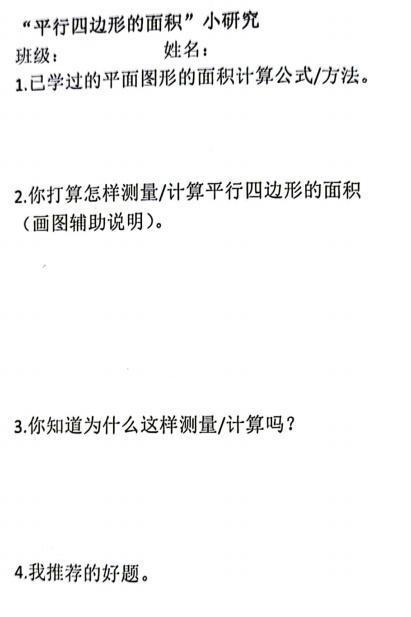 “平行四边形的面积”小研究
班级： 姓名：
1.已学过的平面图形的面积计算公式/方法。
2.你打算怎样测量/计算平行四边形的面积
（画图辅助说明）。
3.你知道为什么这样测量/计算吗？
4.我推荐的好题。